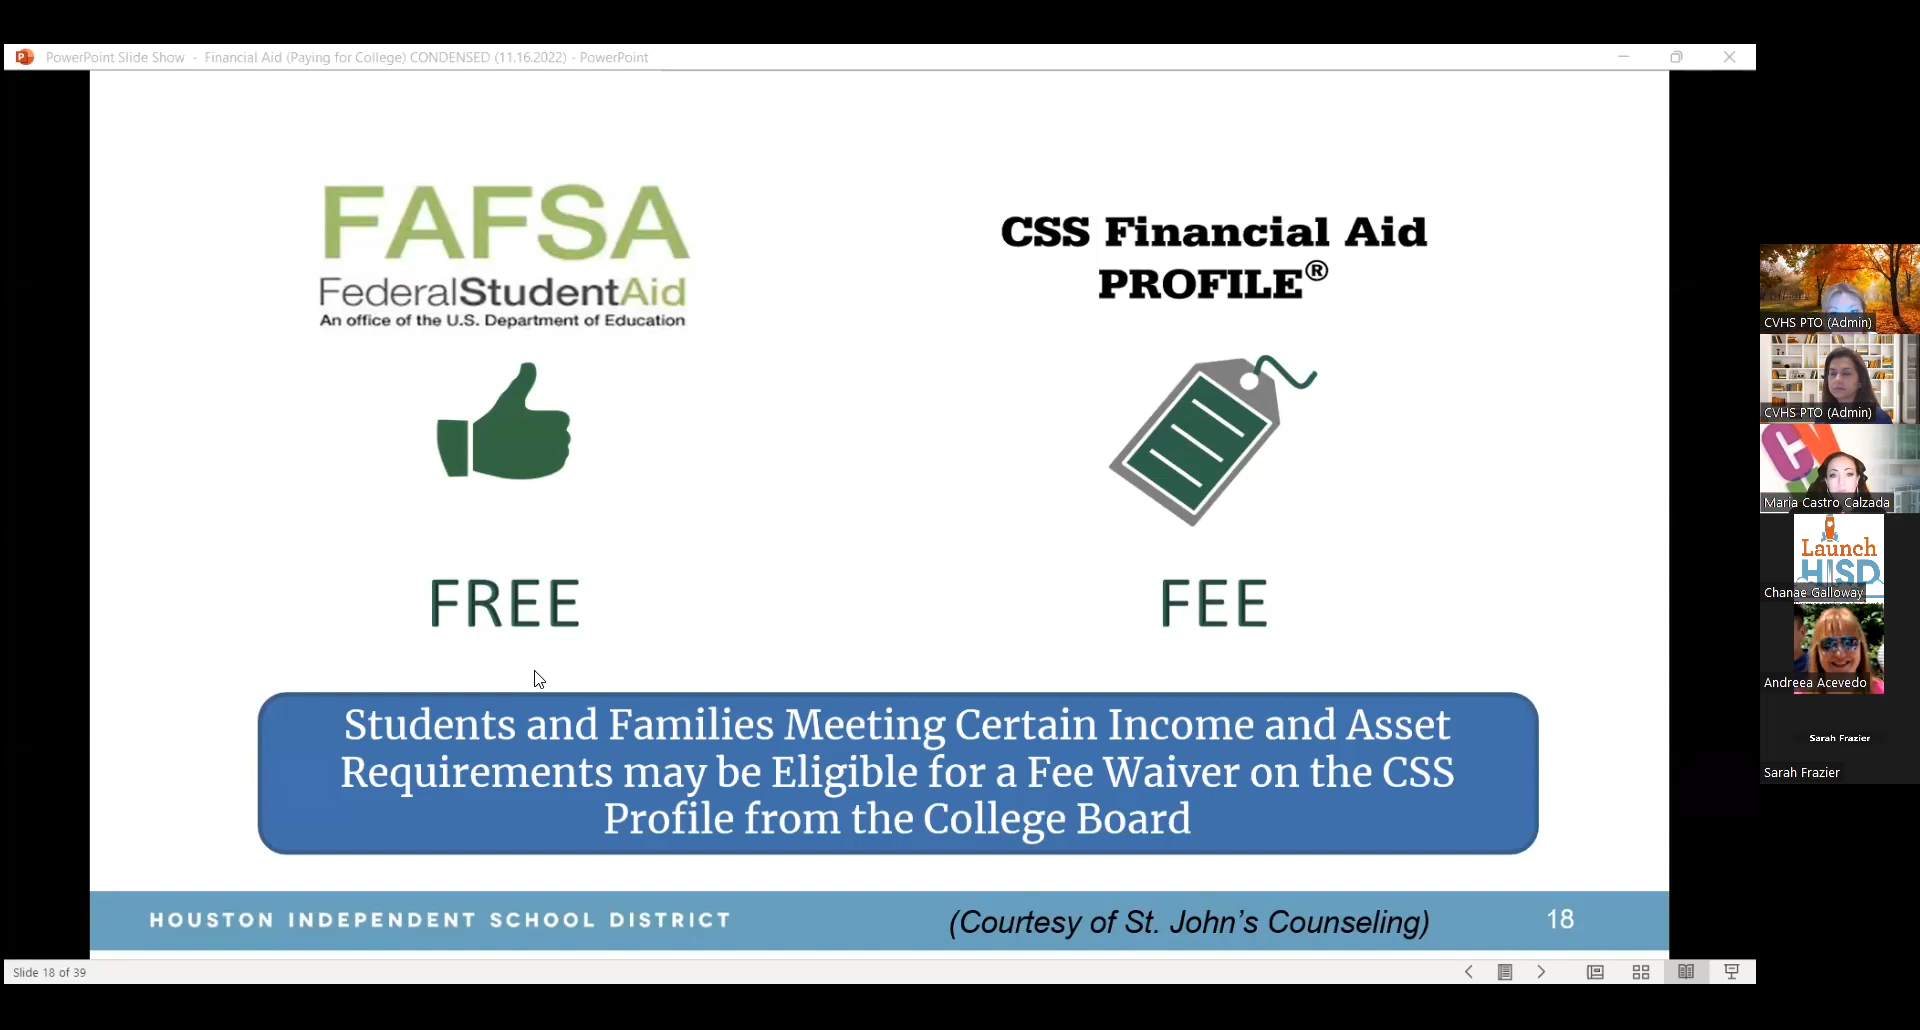 PowerPoint Slide Show - Financial Aid (Paying for College) CONDENSED (11.16.2022) - PowerPoint
FAFSA
FederalStudentAid
An office of the U.S. Department of Education
CSS Financial Aid
PROFILE®
FREE
FEE
Students and Families Meeting Certain Income and Asset
Requirements may be Eligible for a Fee Waiver on the CSS
Profile from the College Board
HOUSTON INDEPENDENT SCHOOL DISTRICT
(Courtesy of St. John's Counseling)
18
Slide 18 of 39
CVHS PTO (Admin)
CVHS PTO (Admin)
CV
Maria Castro Calzada
Launch
HISD
Chanae Galloway
Andreea Acevedo
Sarah Frazier
Sarah Frazier